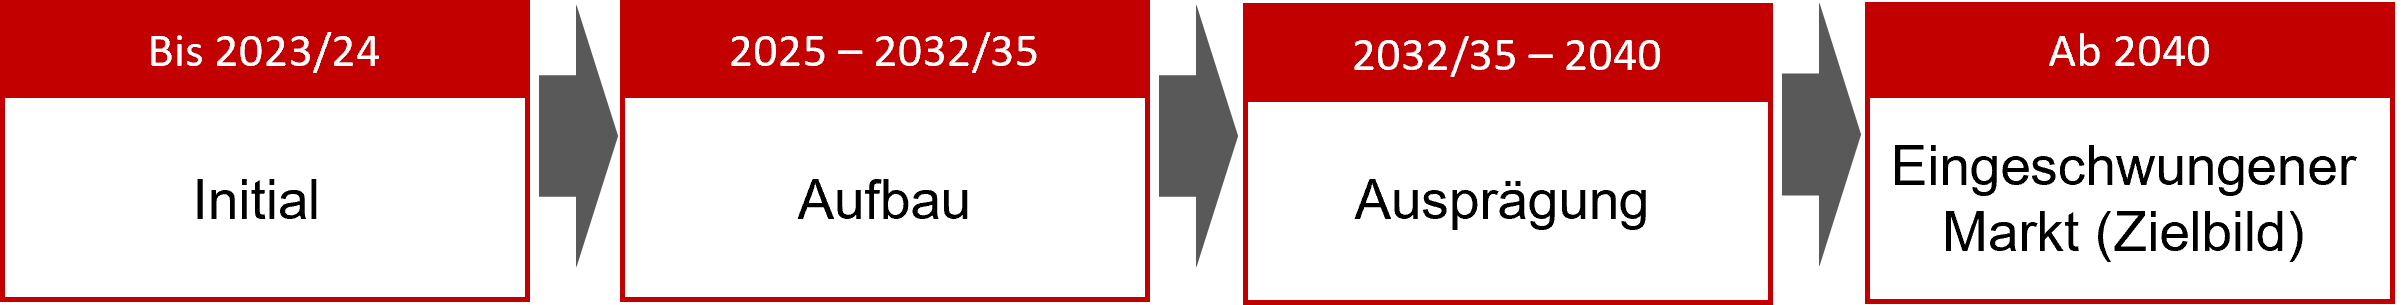 Bis 2023/24
Initial
2025 – 2032/35
Aufbau
2032/35 – 2040
Ausprägung
Ab 2040
Eingeschwungener
Markt (Zielbild)